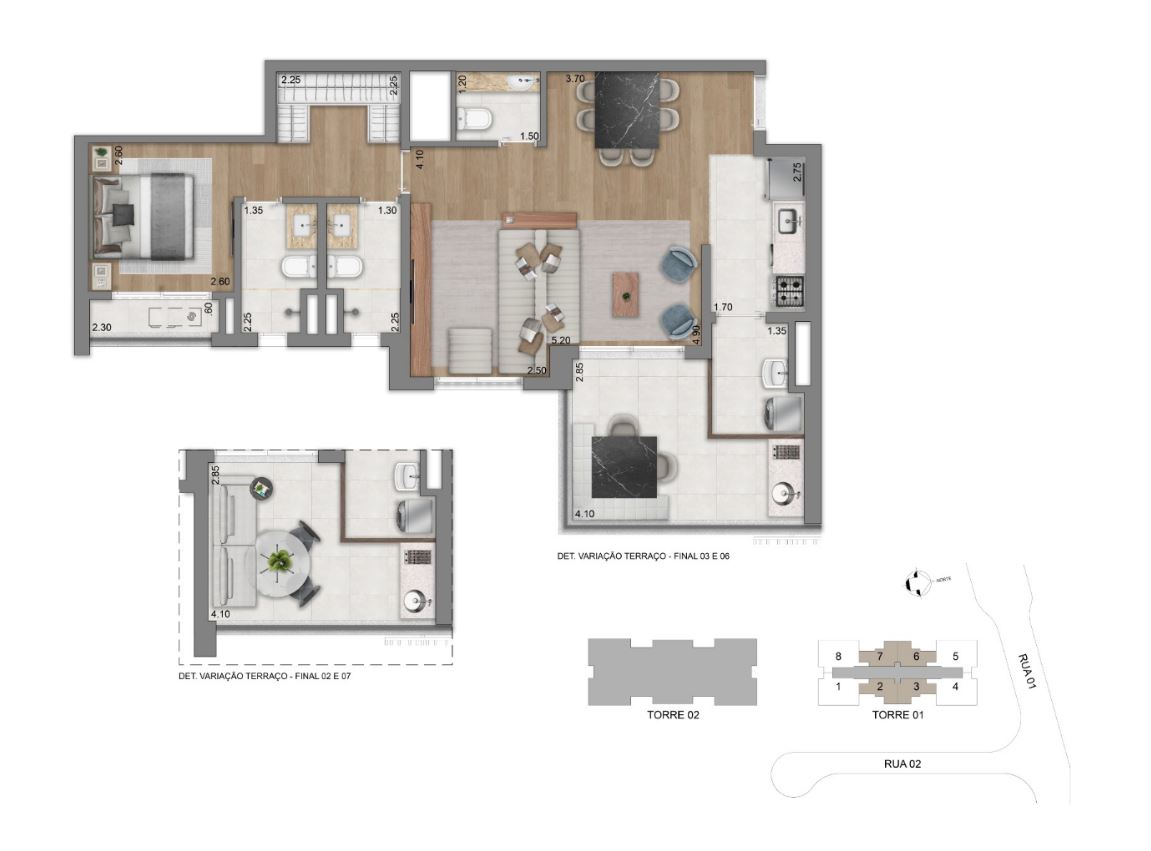 2.25
2.25
1.20
3.70
1.50
2.60
4.10
2.75
1.35
1.30
2.60
2.30
.60
2.25
2.25
1.70
1.35
4.90
5.20
2.50
2.85
4.10
DET. VARIAÇÃO TERRAÇO - FINAL 03 E 06
2.85
4.10
DET. VARIAÇÃO TERRAÇO - FINAL 02 E 07
NORTE
8 7 6 5
1 2 3 4
TORRE 02
TORRE 01
RUA 01
RUA 02